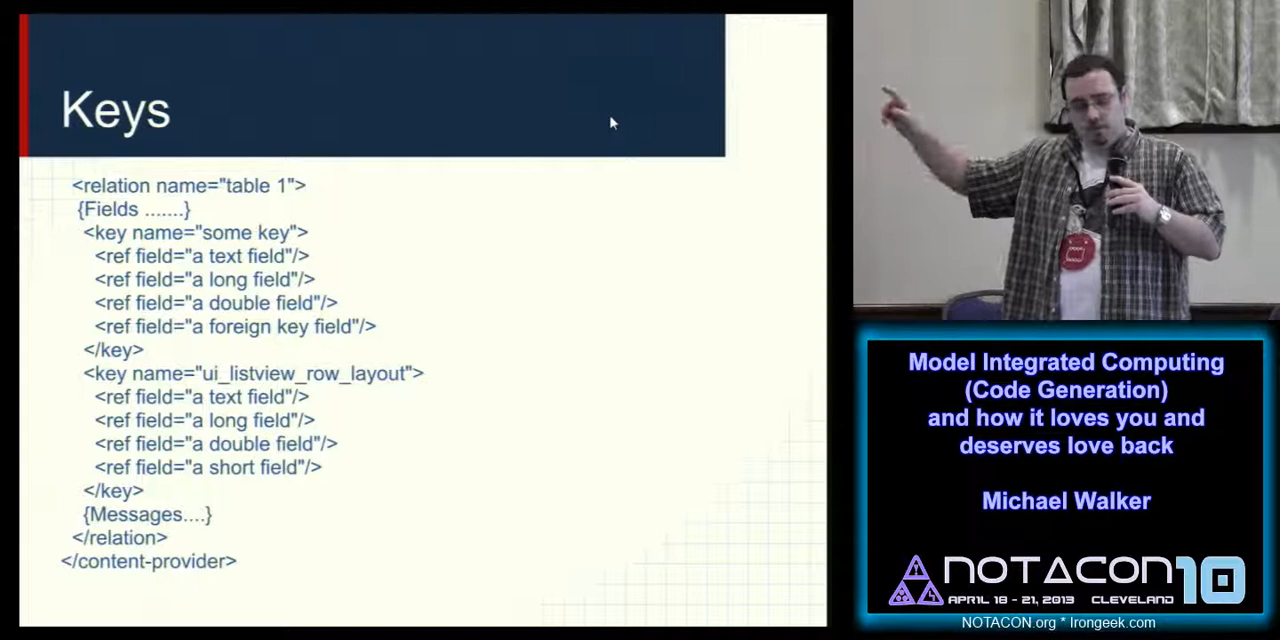 Keys
<relation name="table 1">
{Fields .......}
<key name="some key">
<ref field="a text field"/>
<ref field="a long field"/>
<ref field="a double field"/>
<ref field="a foreign key field"/>
</key>
<key name="ui_listview_row_layout">
<ref field="a text field"/>
<ref field="a long field"/>
<ref field="a double field"/>
<ref field="a short field"/>
</key>
{Messages....}
</relation>
</content-provider>
Model Integrated Computing
(Code Generation)
and how it loves you and
deserves love back
Michael Walker
NOTACON 10
APRIL 18 - 21, 2013 CLEVELAND
NOTACON.org * Irongeek.com